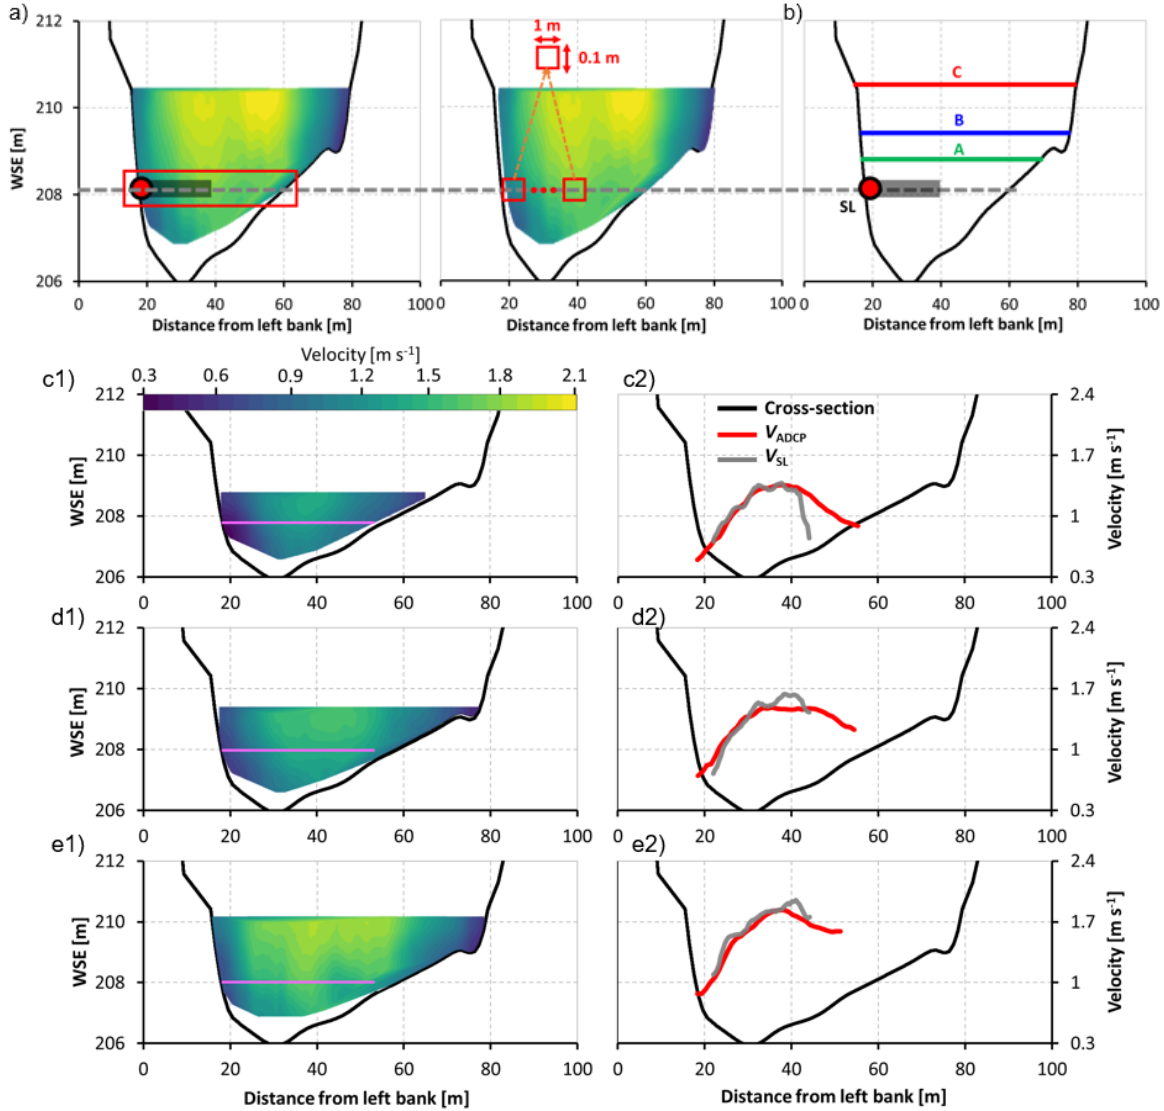 a)
b)
212
210
208
206
WSE [m]
0 20 40 60 80 100
Distance from left bank [m]
1 m
0.1 m
0 20 40 60 80 100
Distance from left bank [m]
C
B
A
SL
0 20 40 60 80 100
Distance from left bank [m]
Velocity [m s-1]
0.3 0.6 0.9 1.2 1.5 1.8 2.1
c1)
212
210
208
206
WSE [m]
0 20 40 60 80 100
c2)
Cross-section
VADCP
VSL
2.4
1.7
1
0.3
Velocity [m s-1]
0 20 40 60 80 100
d1)
212
210
208
206
WSE [m]
0 20 40 60 80 100
d2)
2.4
1.7
1
0.3
Velocity [m s-1]
0 20 40 60 80 100
e1)
212
210
208
206
WSE [m]
0 20 40 60 80 100
Distance from left bank [m]
e2)
2.4
1.7
1
0.3
Velocity [m s-1]
0 20 40 60 80 100
Distance from left bank [m]